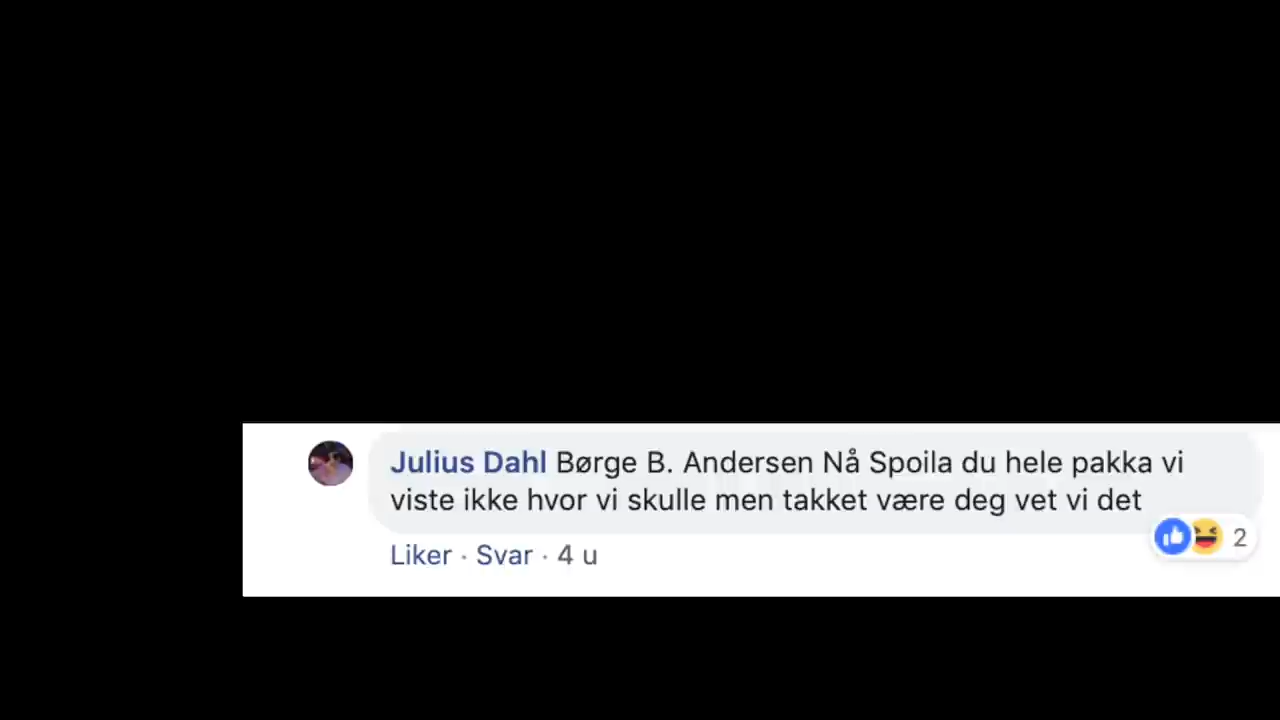 Julius Dahl Børge B. Andersen Nå Spoila du hele pakka vi
viste ikke hvor vi skulle men takket være deg vet vi det
Liker · Svar · 4 u
2